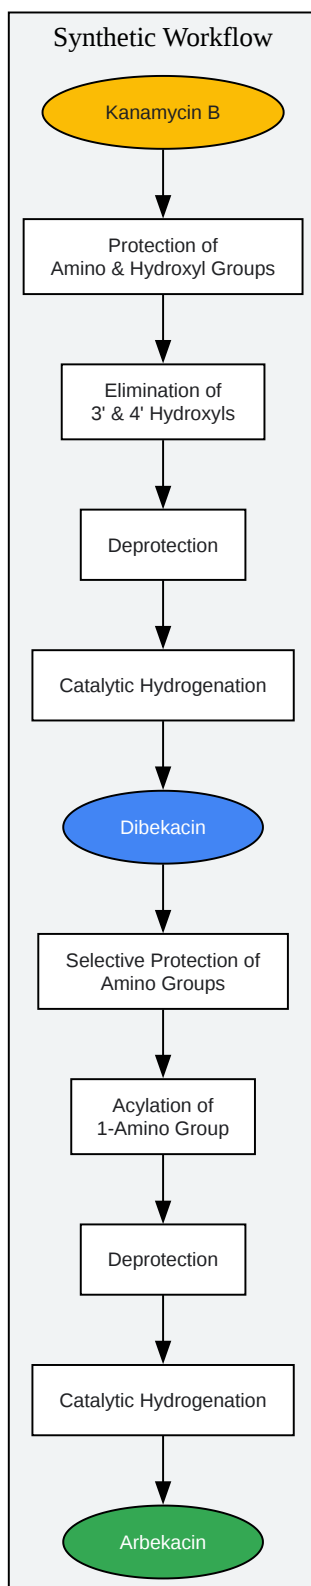 Synthetic Workflow
Kanamycin B
Protection of
Amino & Hydroxyl Groups
Elimination of
3' & 4' Hydroxyls
Deprotection
Catalytic Hydrogenation
Dibekacin
Selective Protection of
Amino Groups
Acylation of
1-Amino Group
Deprotection
Catalytic Hydrogenation
Arbekacin